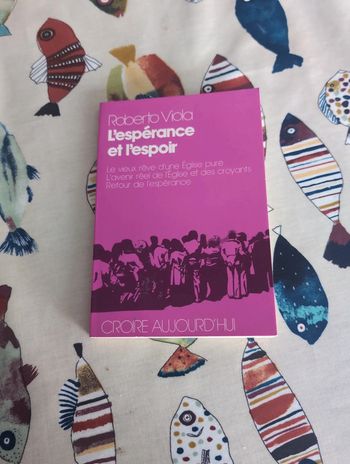 Roberto Viola
L'espérance
et l'espoir
Le vieux rêve d'une Eglise pure
L'avenir réel de l'Eglise et des croyants
Retour de l'espérance
CROIRE AUJOURD'HUI